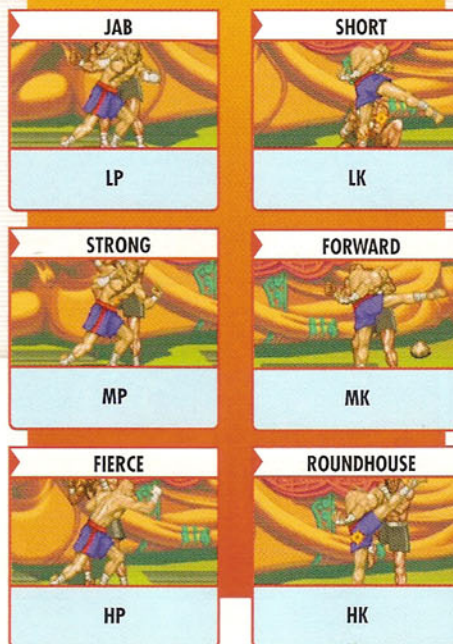 JAB
SHORT
LP
LK
STRONG
FORWARD
MP
MK
FIERCE
ROUNDHOUSE
HP
HK